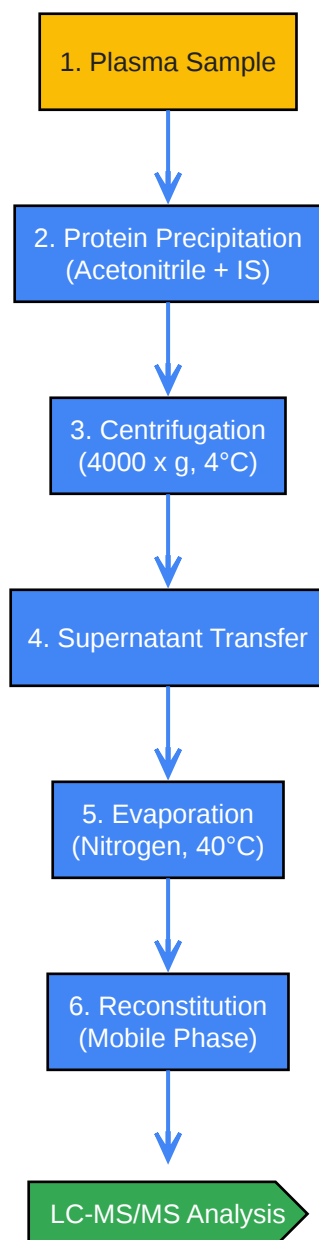 1. Plasma Sample
2. Protein Precipitation
(Acetonitrile + IS)
3. Centrifugation
(4000 x g, 4°C)
4. Supernatant Transfer
5. Evaporation
(Nitrogen, 40°C)
6. Reconstitution
(Mobile Phase)
LC-MS/MS Analysis